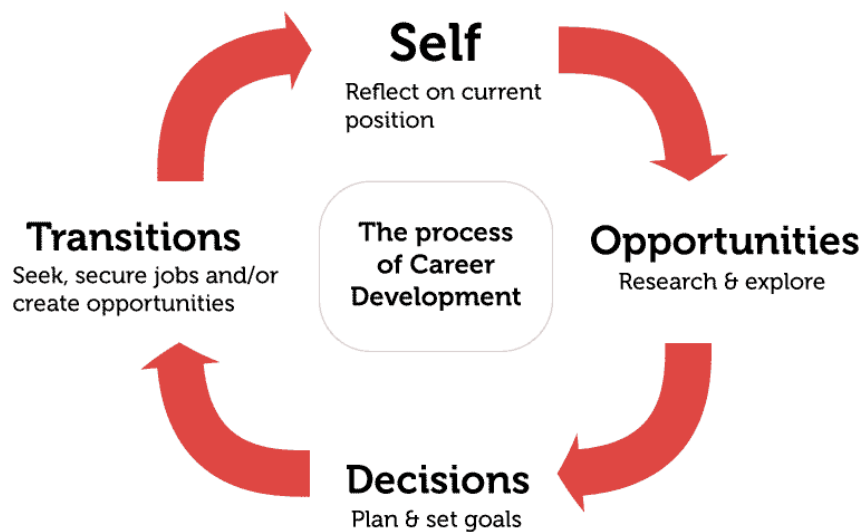 Self
Reflect on current
position
Opportunities
Research & explore
Decisions
Plan & set goals
Transitions
Seek, secure jobs and/or
create opportunities
The process
of Career
Development